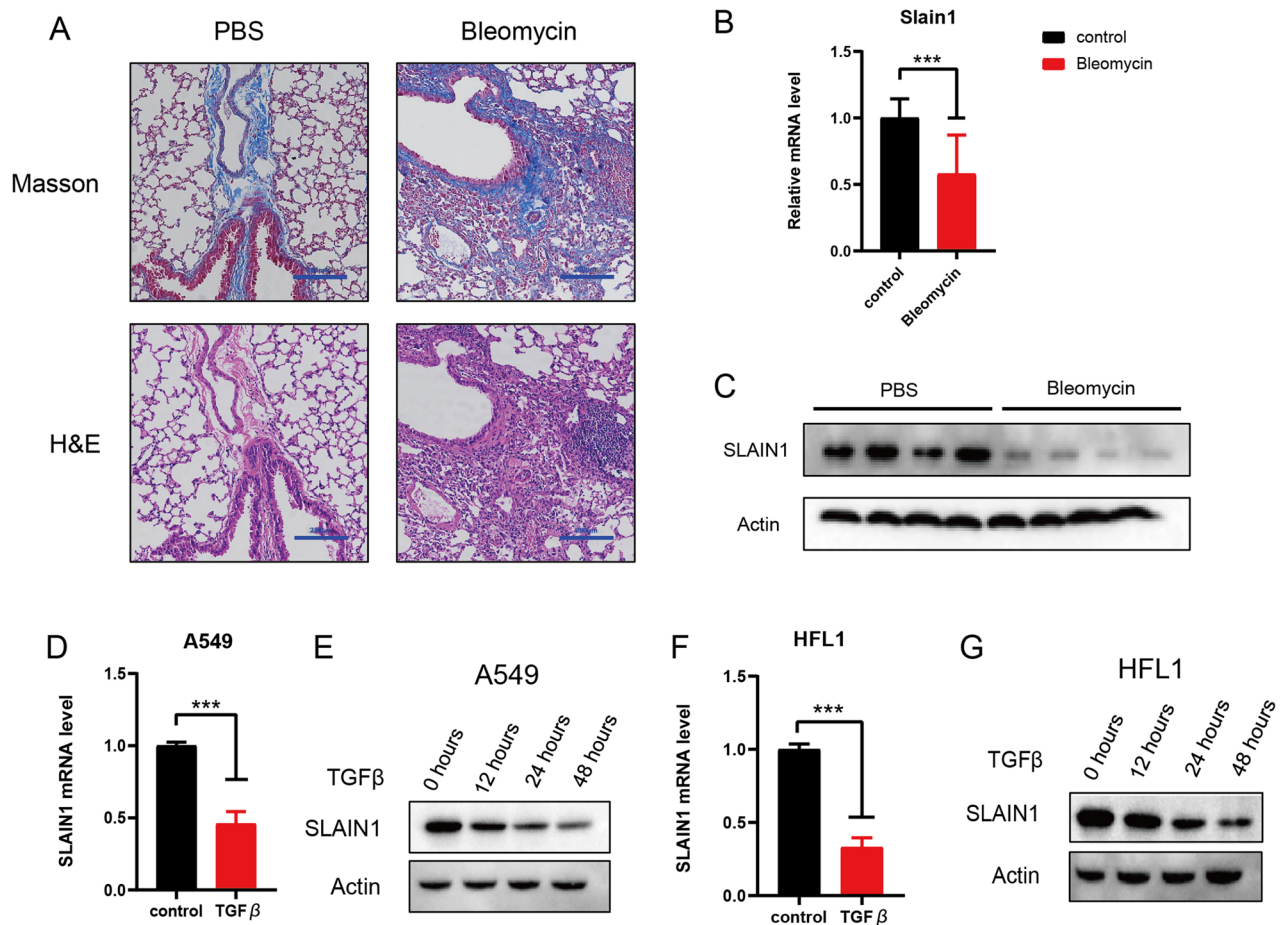 A
PBS
Bleomycin
Masson
H&E
B
Slain1
control
Bleomycin
Relative mRNA level
1.5
1.0
0.5
0.0
***
control
Bleomycin
C
PBS
Bleomycin
SLAIN1
Actin
D
A549
SLAIN1 mRNA level
1.5
1.0
0.5
0.0
***
control
TGFβ
E
A549
TGFβ
0 hours
12 hours
24 hours
48 hours
SLAIN1
Actin
F
HFL1
SLAIN1 mRNA level
1.5
1.0
0.5
0.0
***
control
TGFβ
G
HFL1
TGFβ
0 hours
12 hours
24 hours
48 hours
SLAIN1
Actin